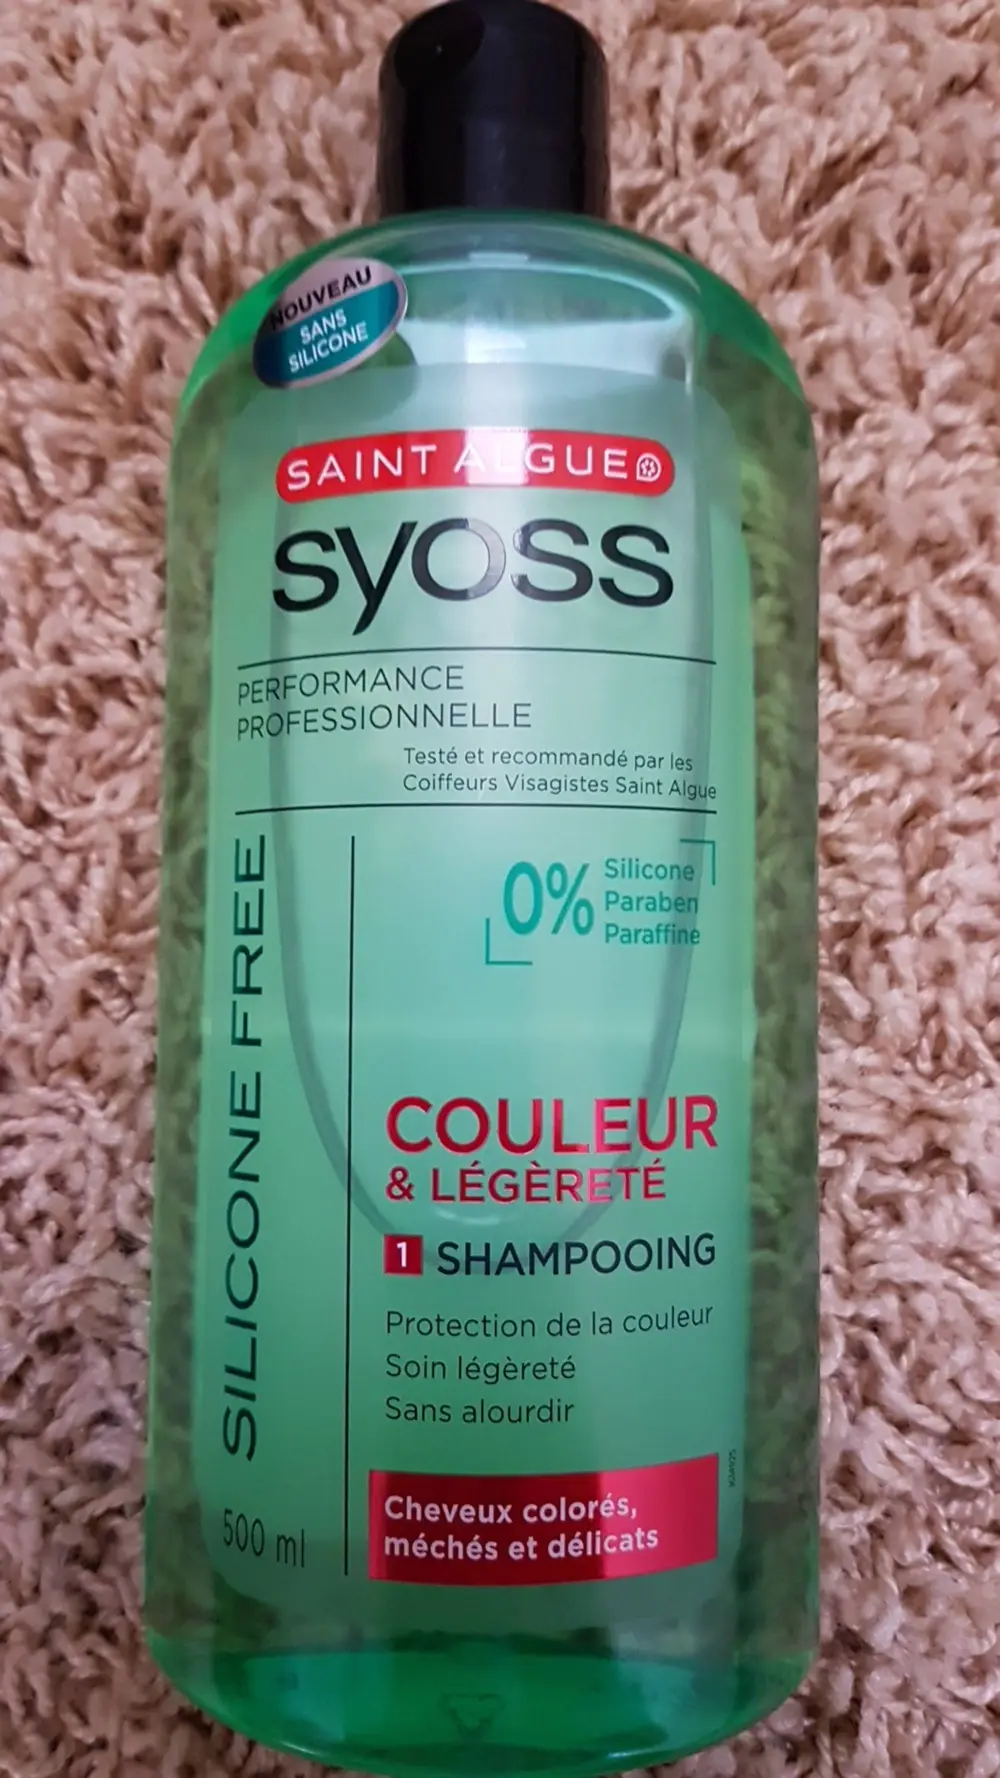 NOUVEAU
SANS
SILICONE
SAINT ALGUE
syoss
PERFORMANCE
PROFESSIONNELLE
Testé et recommandé par les
Coiffeurs Visagistes Saint Algue
SILICONE FREE
0%
Silicone
Paraben
Paraffine
COULEUR
& LÉGÈRETÉ
1 SHAMPOOING
Protection de la couleur
Soin légèreté
Sans alourdir
Cheveux colorés,
méchés et délicats
500 ml